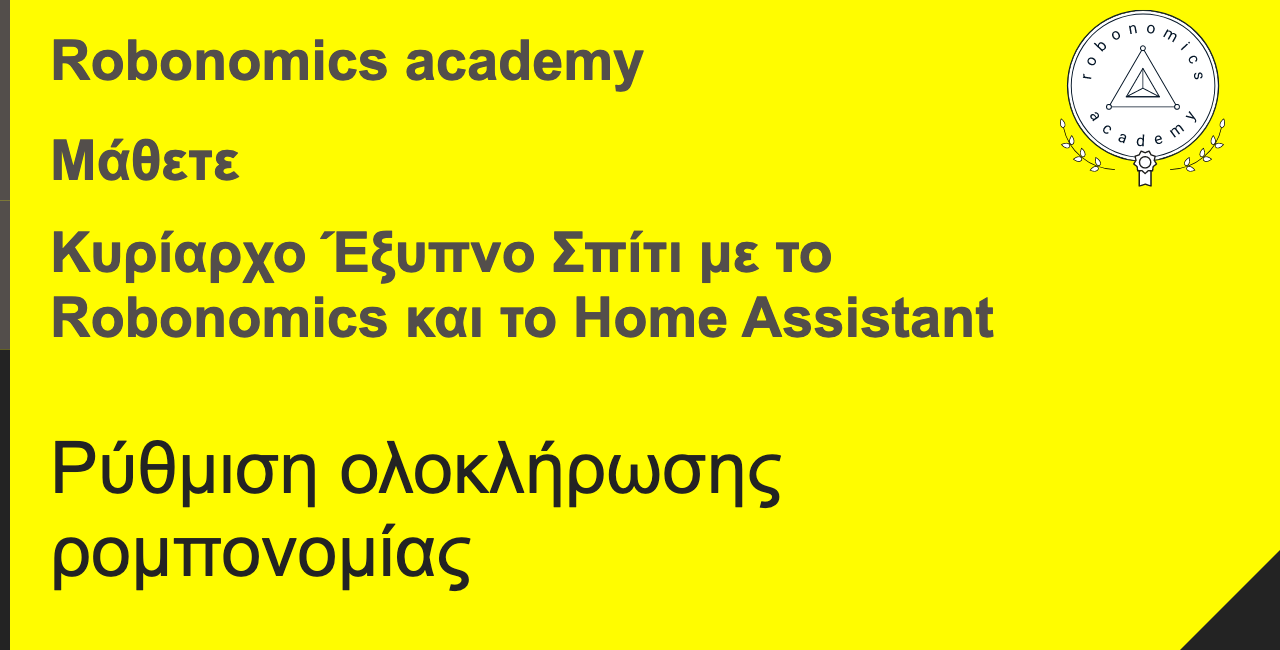 Robonomics academy
Μάθετε
Κυρίαρχο Έξυπνο Σπίτι με το
Robonomics και το Home Assistant
Ρύθμιση ολοκλήρωσης
ρομπονομίας
robonomics
academy